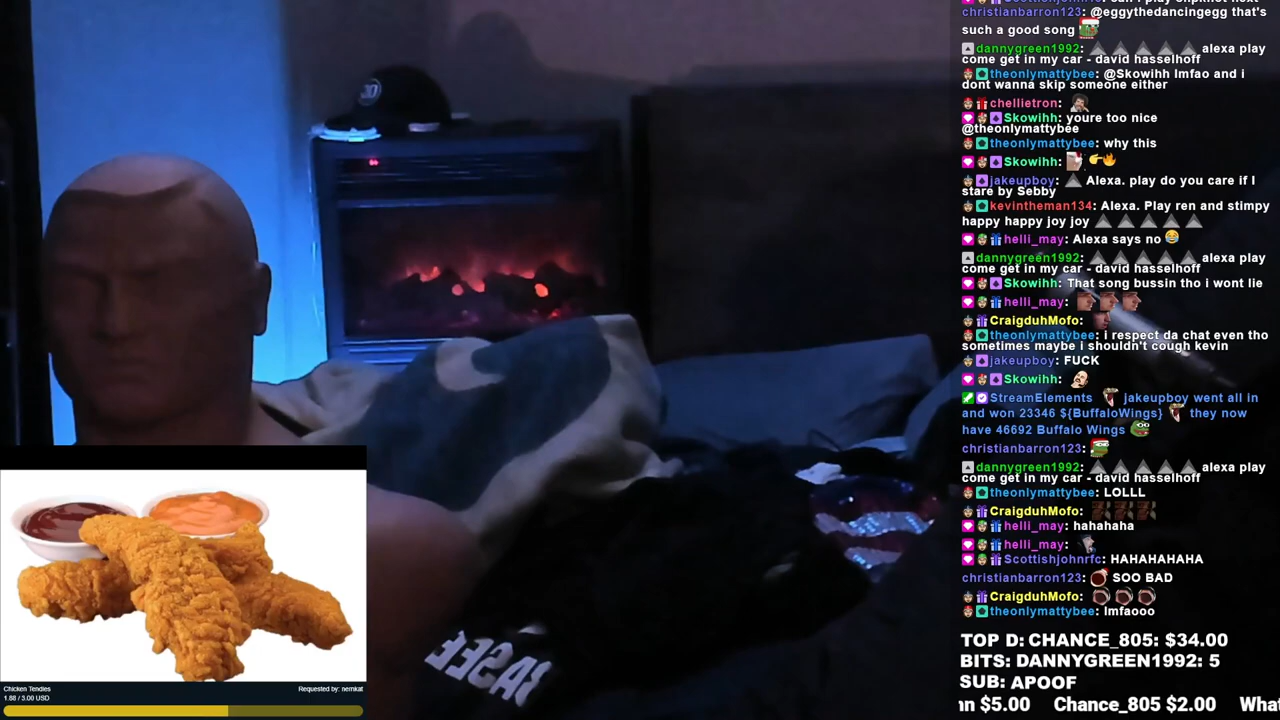 christianbarron123: @eggythedancingegg that's
such a good song
dannygreen1992: alexa play
come get in my car - david hasselhoff
theonlymattybee: @Skowihh lmfao and i
dont wanna skip someone either
chellietron:
Skowihh: youre too nice
@theonlymattybee
theonlymattybee: why this
Skowihh:
jakeupboy: Alexa. play do you care if I
stare by Sebby
kevintheman134: Alexa. Play ren and stimpy
happy happy joy joy
helli_may: Alexa says no
dannygreen1992: alexa play
come get in my car - david hasselhoff
Skowihh: That song bussin tho i wont lie
helli_may:
CraigduhMofo:
theonlymattybee: i respect da chat even tho
sometimes maybe i shouldn't cough kevin
jakeupboy: FUCK
Skowihh:
StreamElements jakeupboy went all in
and won 23346 ${BuffaloWings} they now
have 46692 Buffalo Wings
christianbarron123:
dannygreen1992: alexa play
come get in my car - david hasselhoff
theonlymattybee: LOLLL
CraigduhMofo:
helli_may: hahahaha
helli_may:
Scottishjohnrfc: HAHAHAHAHA
christianbarron123: SOO BAD
CraigduhMofo:
theonlymattybee: lmfaooo
TOP D: CHANCE_805: $34.00
BITS: DANNYGREEN1992: 5
SUB: APOOF
$5.00 Chance_805 $2.00
Chicken Tendies
Requested by: nemkat
1.88 / 3.00 USD